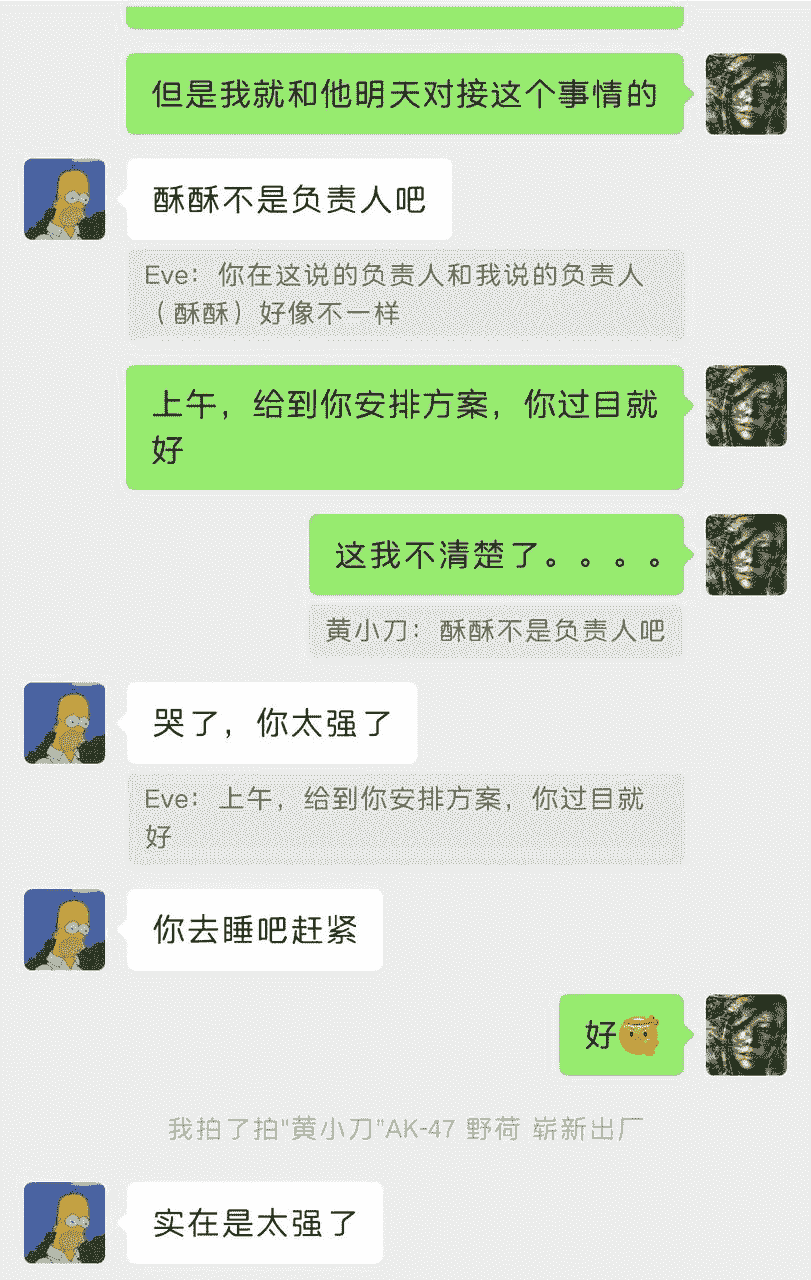 但是我就和他明天对接这个事情的
酥酥不是负责人吧
Eve：你在这说的负责人和我说的负责人
（酥酥）好像不一样
上午，给到你安排方案，你过目就
好
这我不清楚了。。。。
黄小刀：酥酥不是负责人吧
哭了，你太强了
Eve：上午，给到你安排方案，你过目就
好
你去睡吧赶紧
好
我拍了拍"黄小刀"AK-47 野荷 崭新出厂
实在是太强了